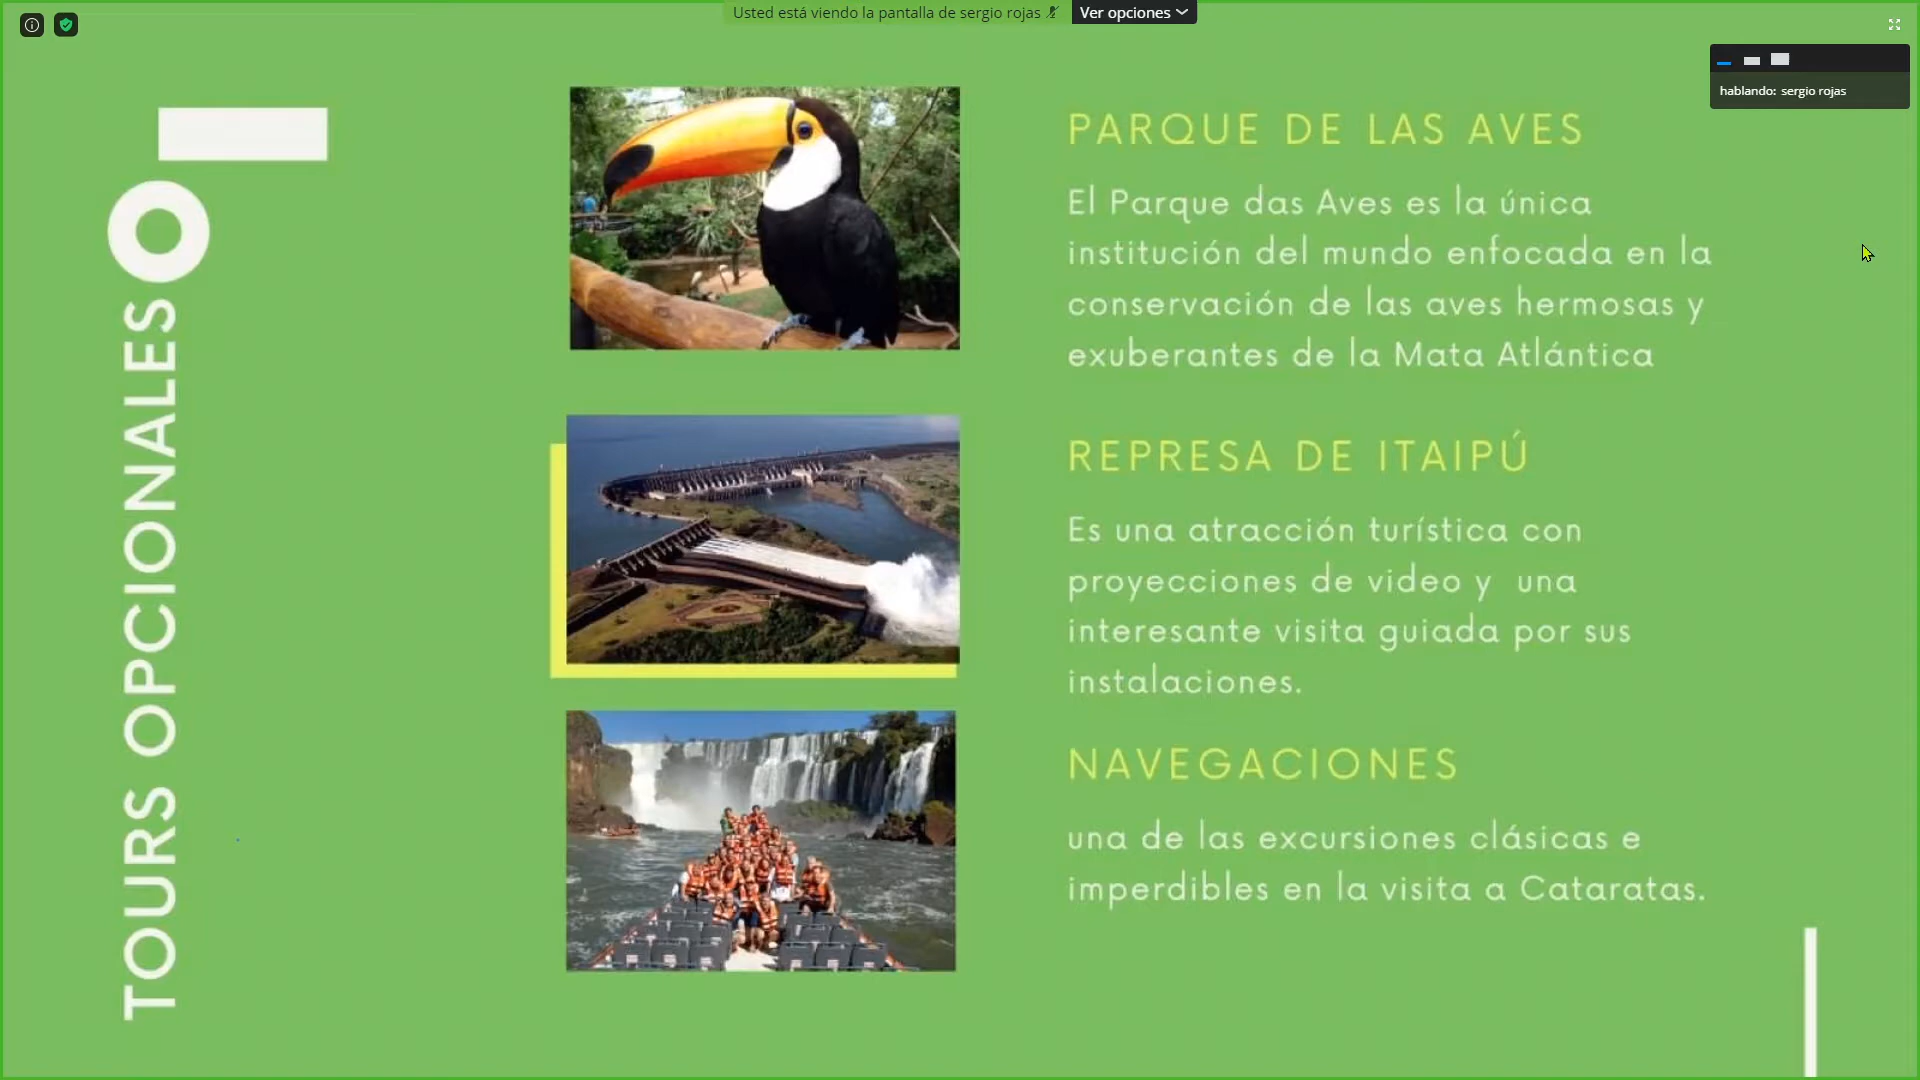 Usted está viendo la pantalla de sergio rojas
Ver opciones
hablando: sergio rojas
TOURS OPCIONALES
PARQUE DE LAS AVES
El Parque das Aves es la única
institución del mundo enfocada en la
conservación de las aves hermosas y
exuberantes de la Mata Atlántica
REPRESA DE ITAIPÚ
Es una atracción turística con
proyecciones de video y una
interesante visita guiada por sus
instalaciones.
NAVEGACIONES
una de las excursiones clásicas e
imperdibles en la visita a Cataratas.